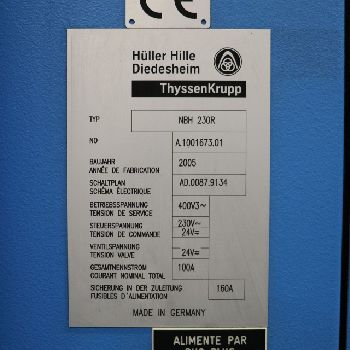 CE
Hüller Hille
Diedesheim
ThyssenKrupp
TYP NBH 230R
ND A.1001673.01
BAUJAHR 2005
ANNÉE DE FABRICATION
SCHALTPLAN AD.0087.9134
SCHÉMA ÉLECTRIQUE
BETRIEBSSPANNUNG 400V3~
TENSION DE SERVICE
STEUERSPANNUNG 230V~
TENSION DE COMMANDE 24V=
VENTILSPANNUNG
TENSION VALVE 24V=
GESAMTNENNSTROM 100A
COURANT NOMINAL TOTAL
SICHERUNG IN DER ZULEITUNG 160A
FUSIBLES D'ALIMENTATION
MADE IN GERMANY
ALIMENTE PAR